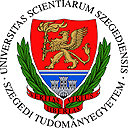 UNIVERSITAS SCIENTIARUM SZEGEDIENSIS
SZEGEDI TUDOMÁNYEGYETEM